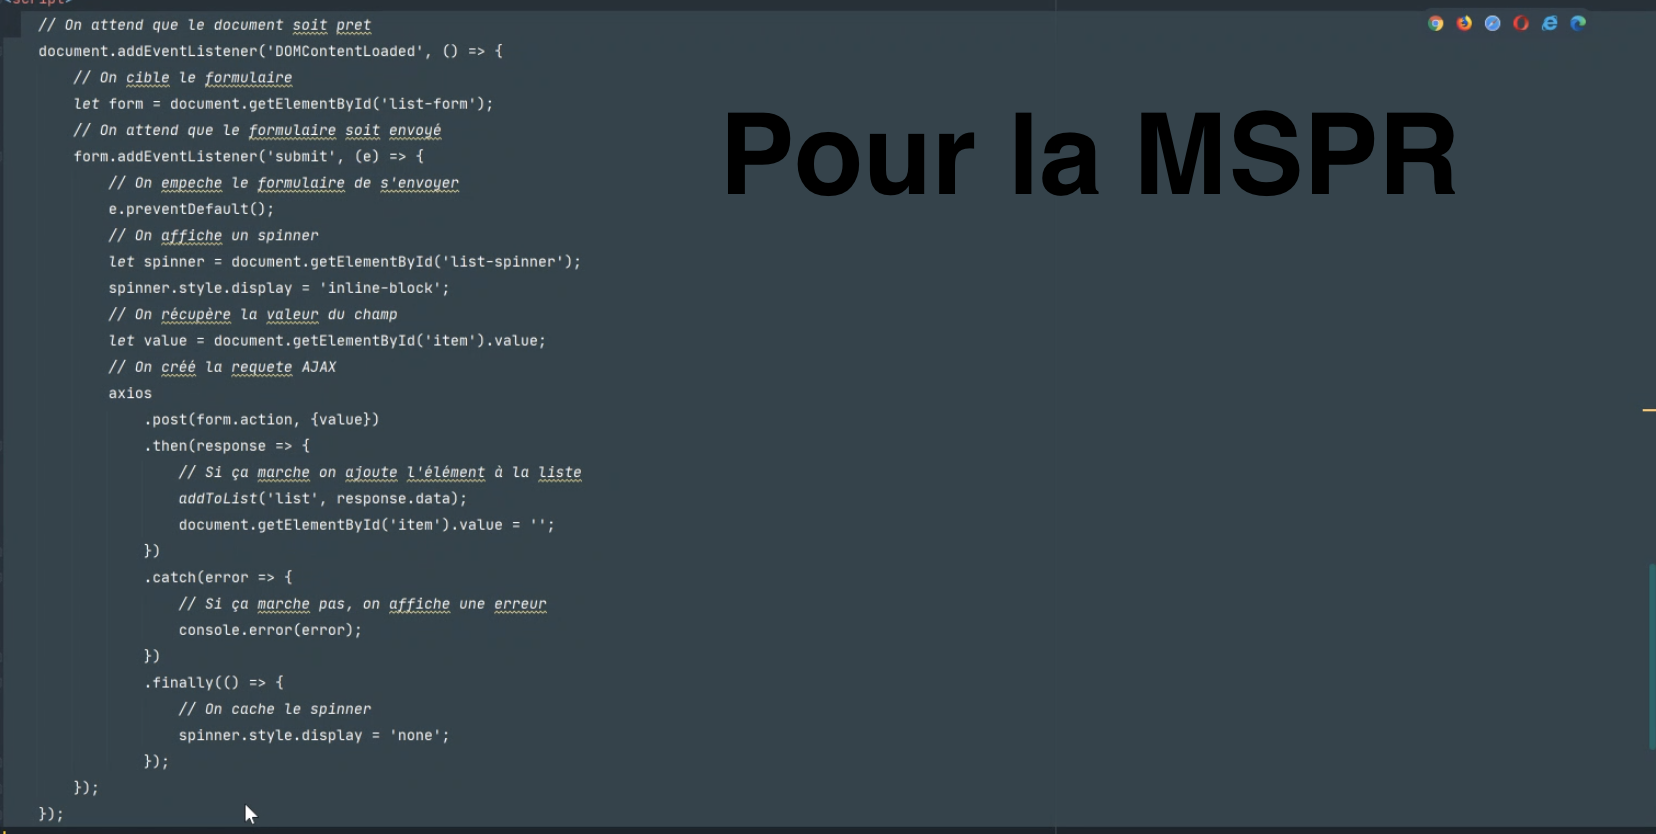 <script>
// On attend que le document soit pret
document.addEventListener('DOMContentLoaded', () => {
// On cible le formulaire
let form = document.getElementById('list-form');
// On attend que le formulaire soit envoyé
form.addEventListener('submit', (e) => {
// On empeche le formulaire de s'envoyer
e.preventDefault();
// On affiche un spinner
let spinner = document.getElementById('list-spinner');
spinner.style.display = 'inline-block';
// On récupère la valeur du champ
let value = document.getElementById('item').value;
// On créé la requete AJAX
axios
.post(form.action, {value})
.then(response => {
// Si ça marche on ajoute l'élément à la liste
addToList('list', response.data);
document.getElementById('item').value = '';
})
.catch(error => {
// Si ça marche pas, on affiche une erreur
console.error(error);
})
.finally(() => {
// On cache le spinner
spinner.style.display = 'none';
});
});
});
Pour la MSPR